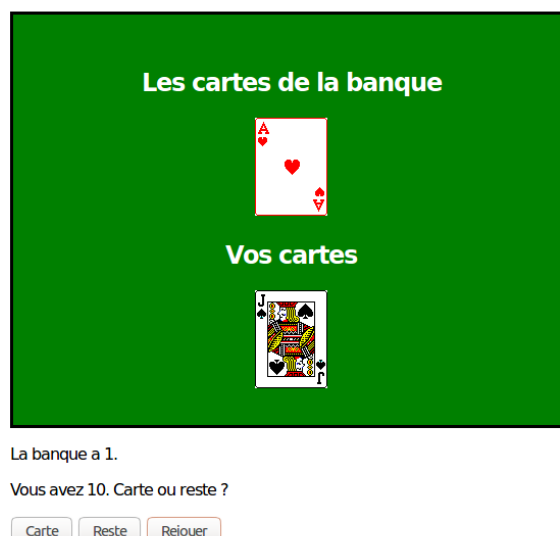 Les cartes de la banque
A
A
Vos cartes
J
J
La banque a 1.
Vous avez 10. Carte ou reste ?
Carte Reste Rejouer